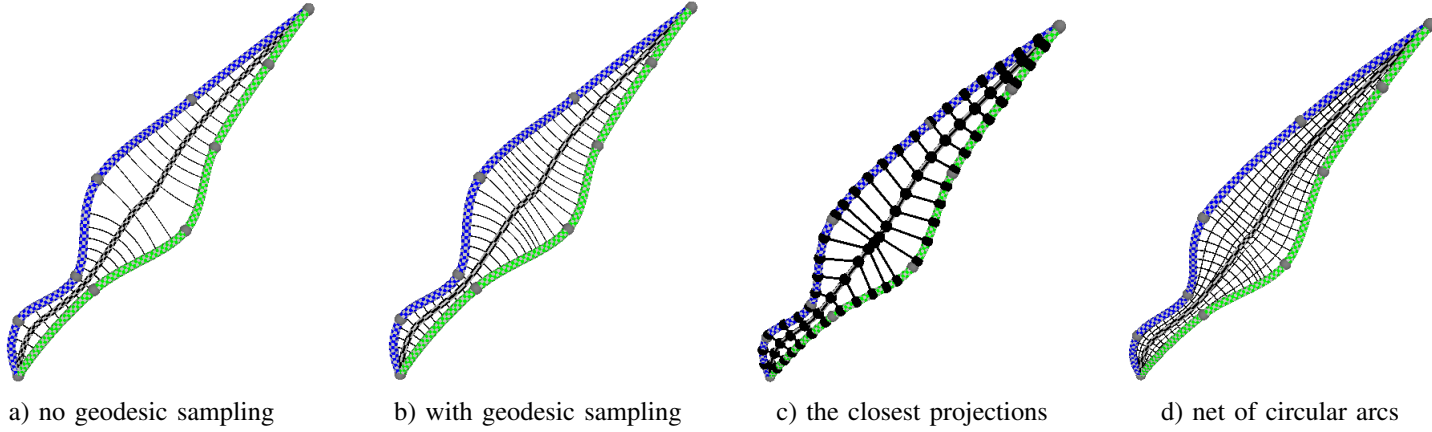 a) no geodesic sampling
b) with geodesic sampling
c) the closest projections
d) net of circular arcs